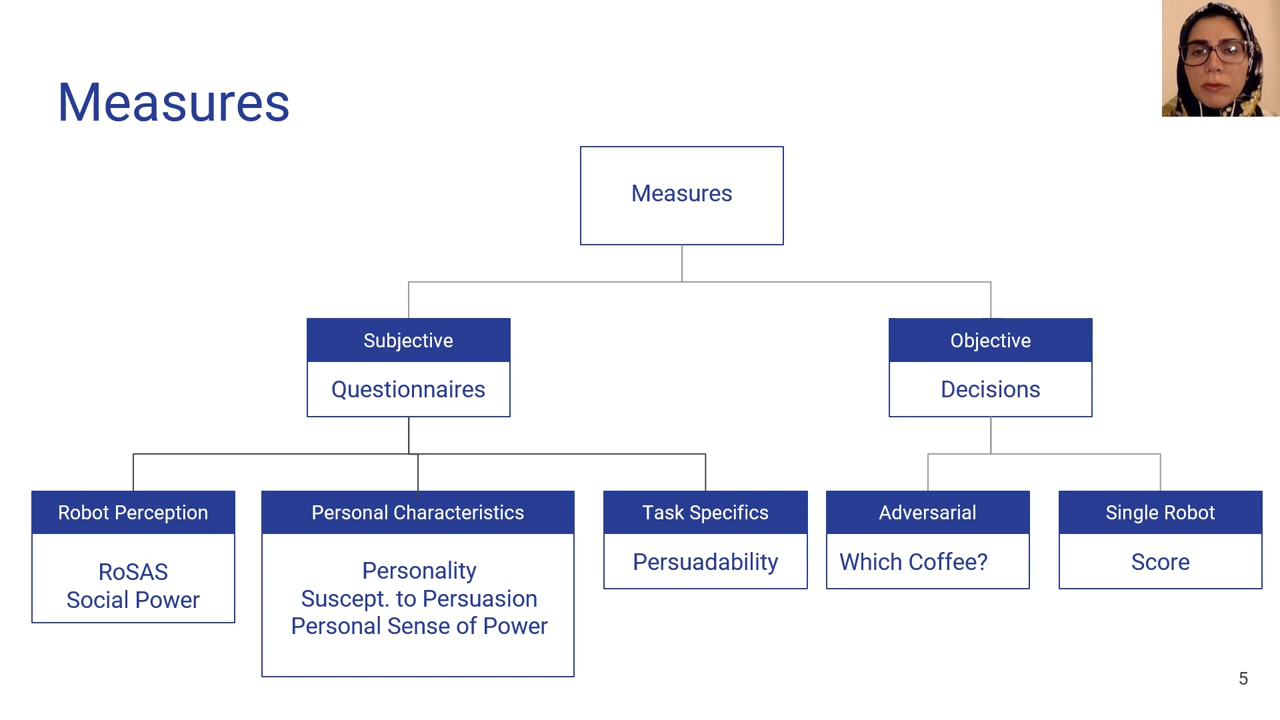 Measures
Measures
Subjective
Questionnaires
Objective
Decisions
Robot Perception
RoSAS
Social Power
Personal Characteristics
Personality
Suscept. to Persuasion
Personal Sense of Power
Task Specifics
Persuadability
Adversarial
Which Coffee?
Single Robot
Score
5